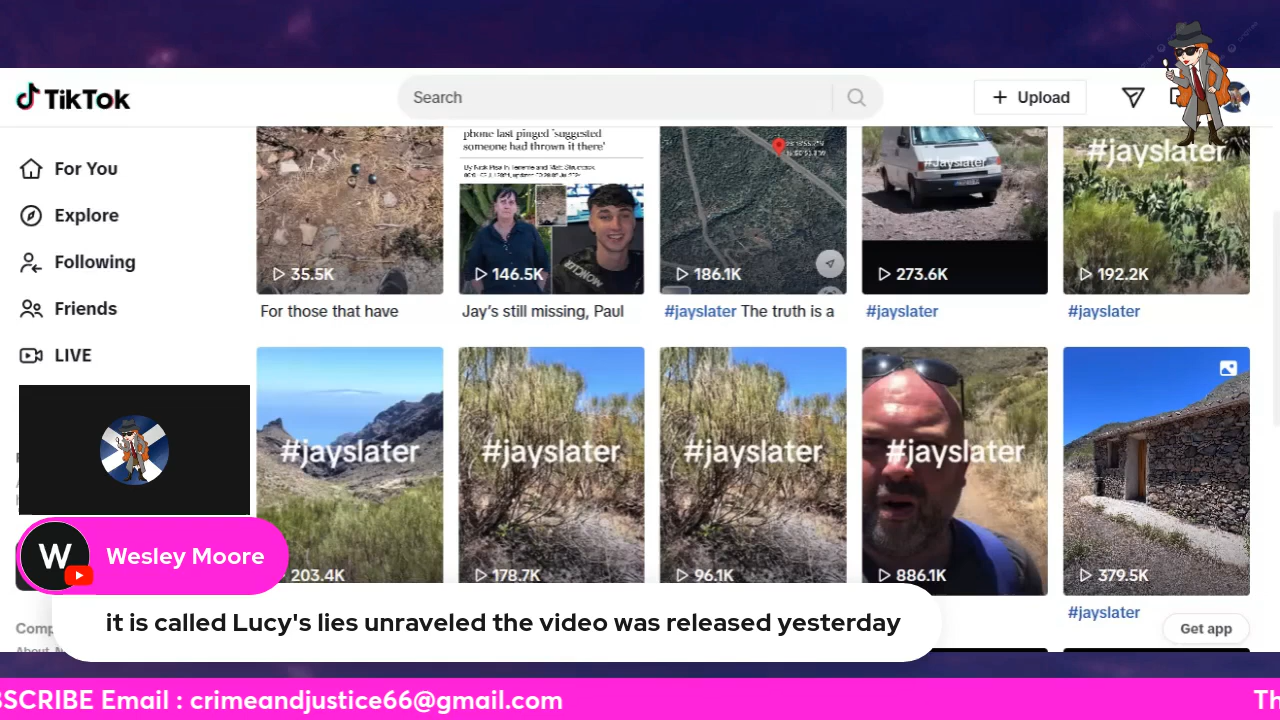 TikTok
Search
Upload
For You
Explore
Following
Friends
LIVE
phone last pinged 'suggested
someone had thrown it there'
#Jayslater
#jayslater
35.5K
146.5K
186.1K
273.6K
192.2K
For those that have
Jay's still missing, Paul
#jayslater The truth is a
#jayslater
#jayslater
#jayslater
#jayslater
#jayslater
#jayslater
203.4K
178.7K
96.1K
886.1K
379.5K
#jayslater
Get app
W
Wesley Moore
it is called Lucy's lies unraveled the video was released yesterday
Comp
BSCRIBE Email : crimeandjustice66@gmail.com
Th